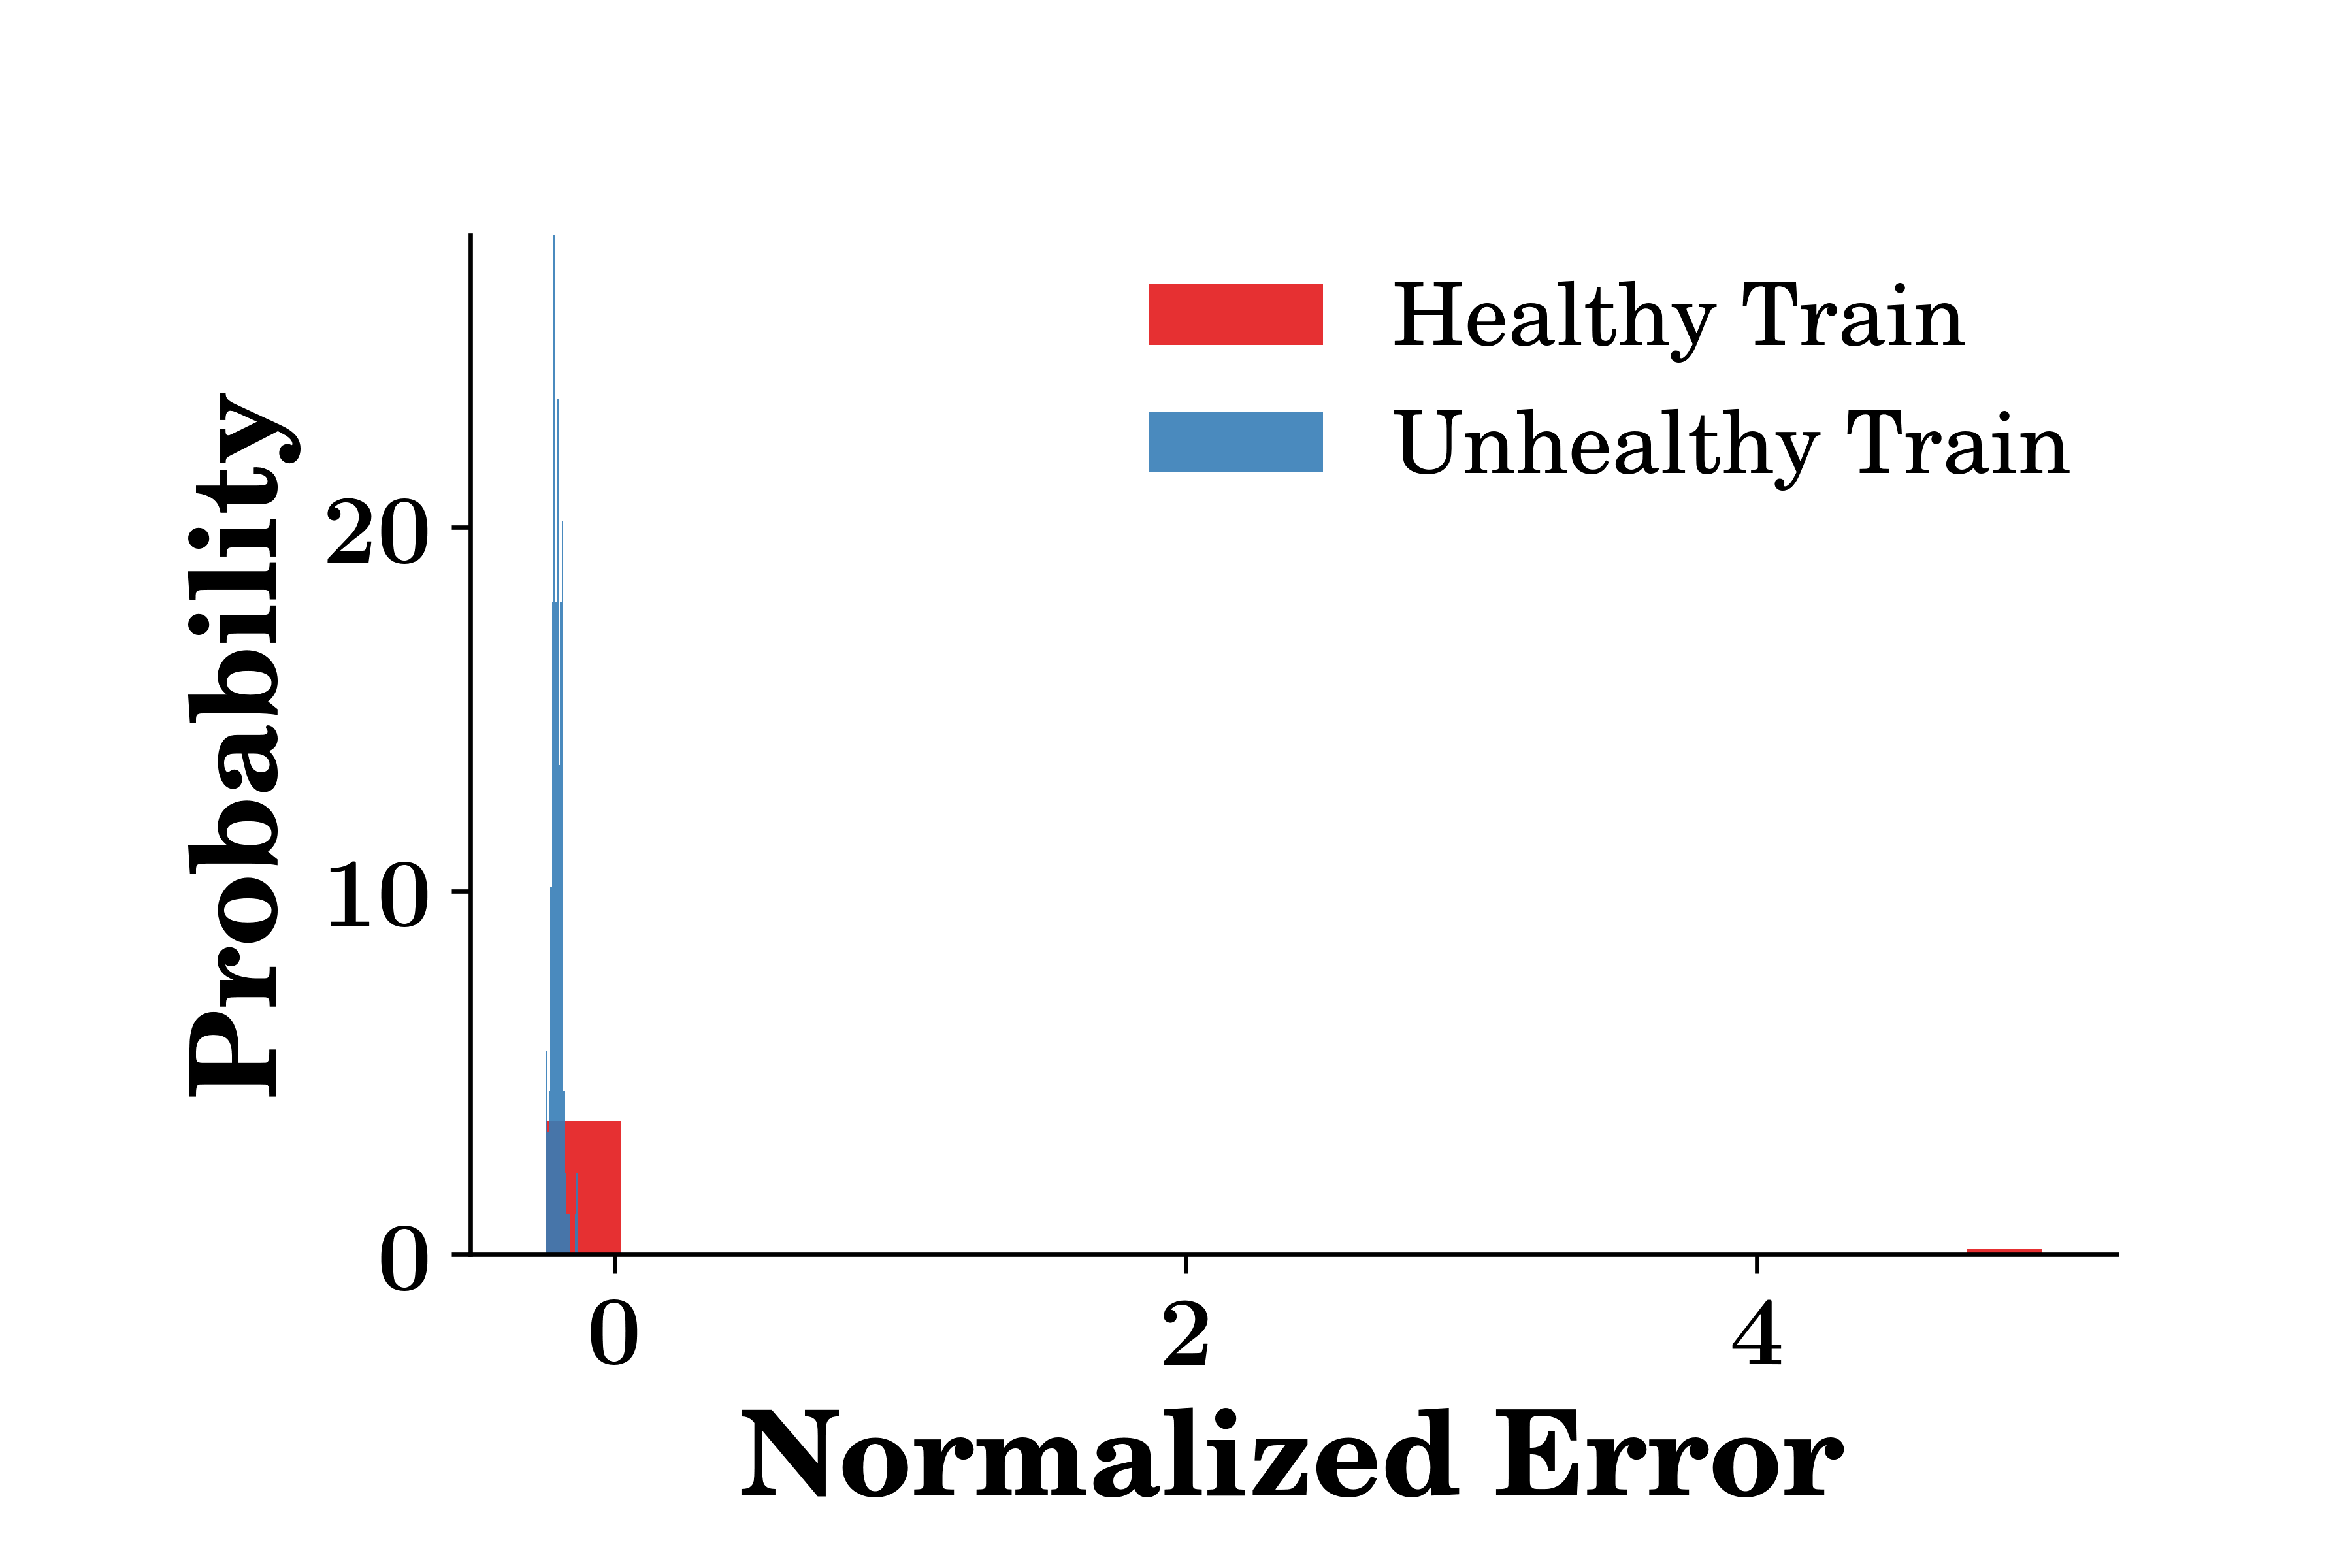 Healthy Train
Unhealthy Train
Probability
20
10
0
0 2 4
Normalized Error